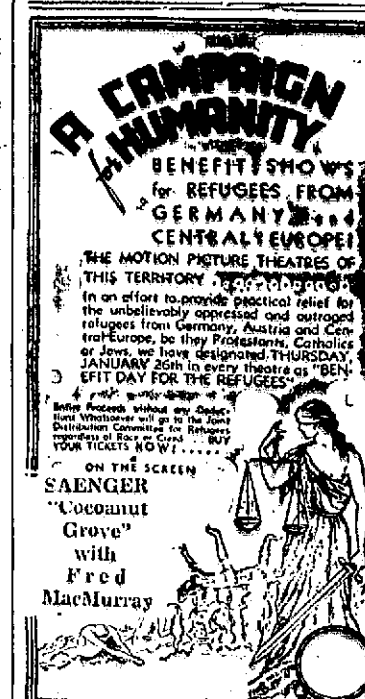 A CAMPAIGN
for HUMANITY
BENEFIT SHOWS
for REFUGEES FROM
GERMANY and
CENTRAL EUROPE!
THE MOTION PICTURE THEATRES OF
THIS TERRITORY
In an effort to provide practical relief for
the unbelievably oppressed and outraged
refugees from Germany, Austria and Cen-
tral Europe, be they Protestants, Catholics
or Jews, we have designated THURSDAY,
JANUARY 26th in every theatre as "BEN-
EFIT DAY FOR THE REFUGEES"
Entire Proceeds without any Deduc-
tions Whatsoever will go to the Joint
Distribution Committee for Refugees
regardless of Race or Creed BUY
YOUR TICKETS NOW!
ON THE SCREEN
SAENGER
"Cocoanut
Grove"
with
Fred
MacMurray